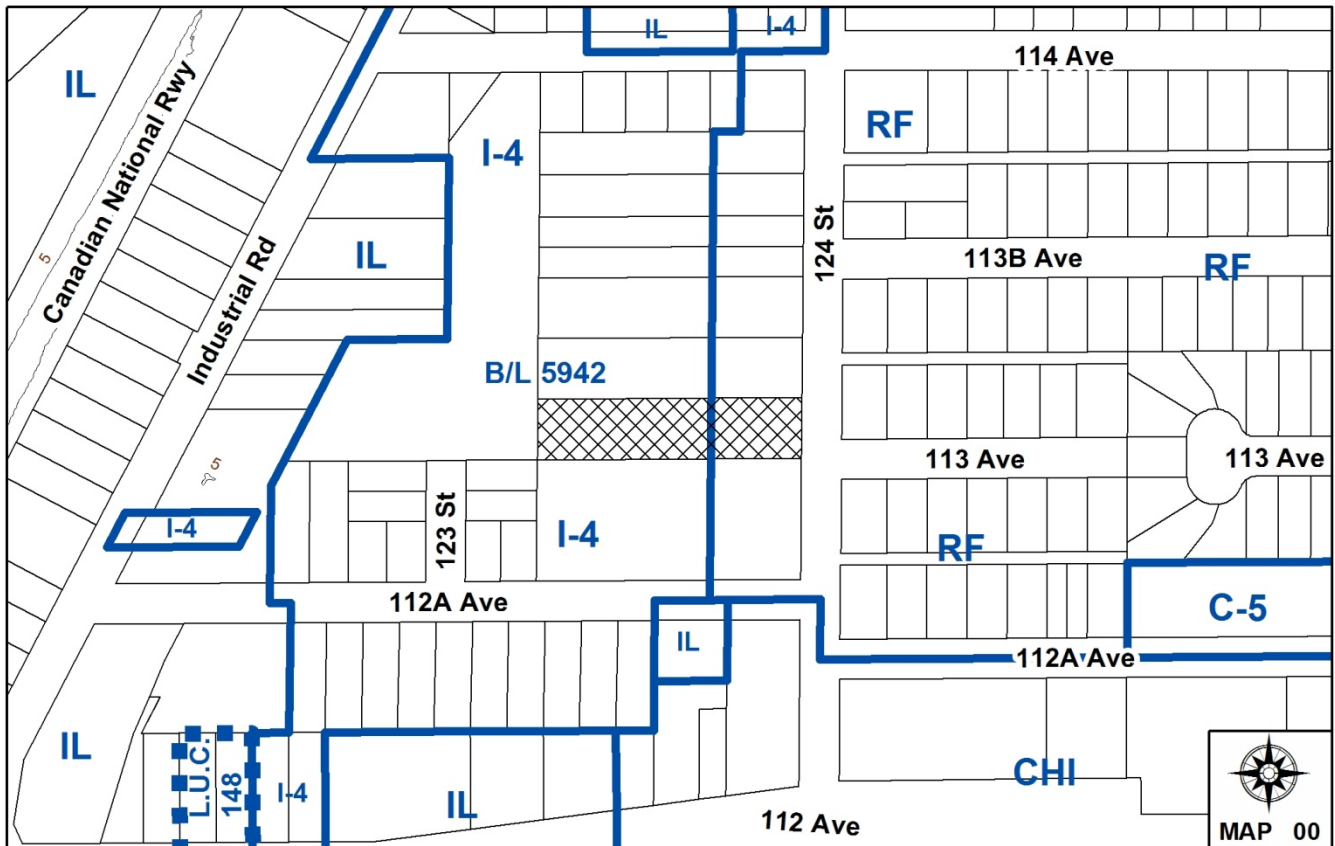 IL
I-4
114 Ave
IL
Canadian National Rwy
RF
I-4
124 St
IL
113B Ave
RF
5
Industrial Rd
B/L 5942
113 Ave
113 Ave
5
I-4
123 St
I-4
RF
112A Ave
C-5
IL
112A Ave
IL
L.U.C.
148
I-4
IL
CHI
112 Ave
MAP 00